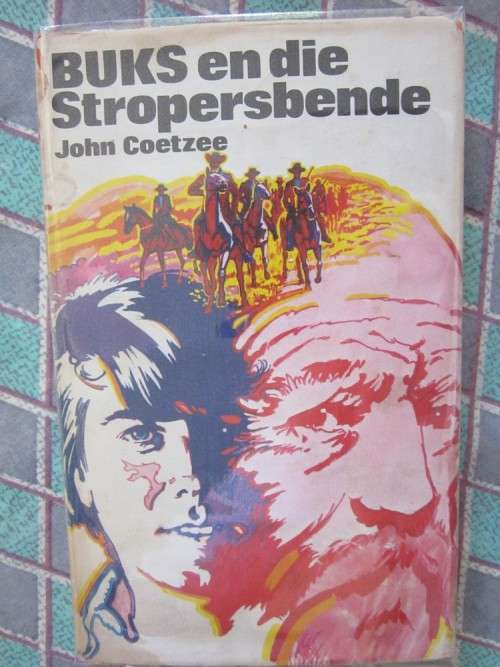 BUKS en die
Stropersbende
John Coetzee